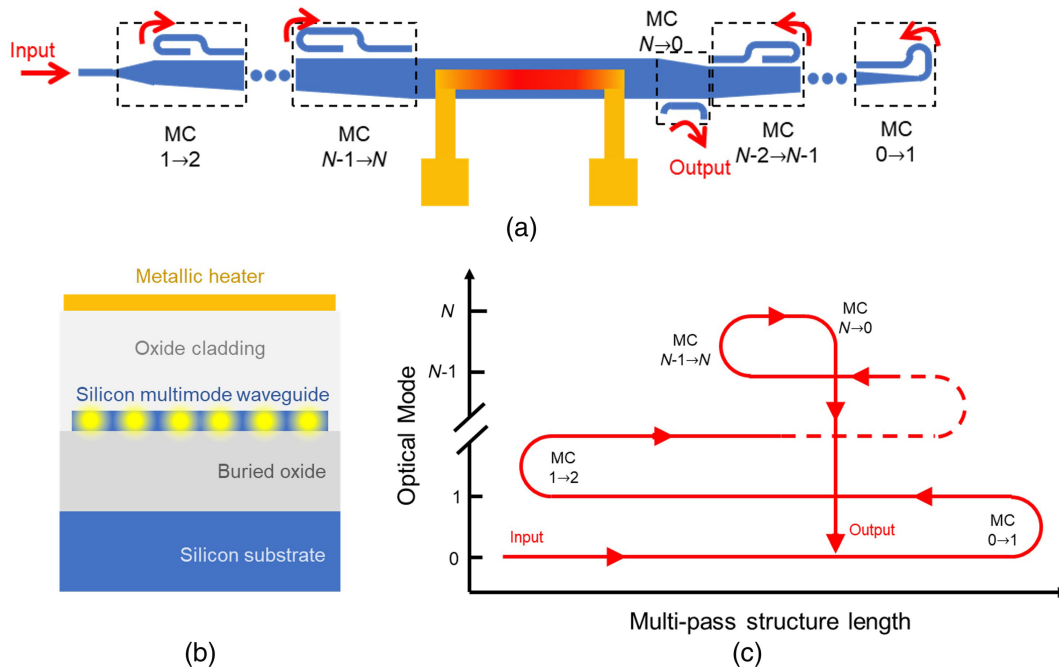 Input
MC
1→2
MC
N-1→N
MC
N→0
Output
MC
N-2→N-1
MC
0→1
(a)
Metallic heater
Oxide cladding
Silicon multimode waveguide
Buried oxide
Silicon substrate
(b)
Optical Mode
N
N-1
1
0
MC
N→0
MC
N-1→N
MC
1→2
Input
Output
MC
0→1
Multi-pass structure length
(c)